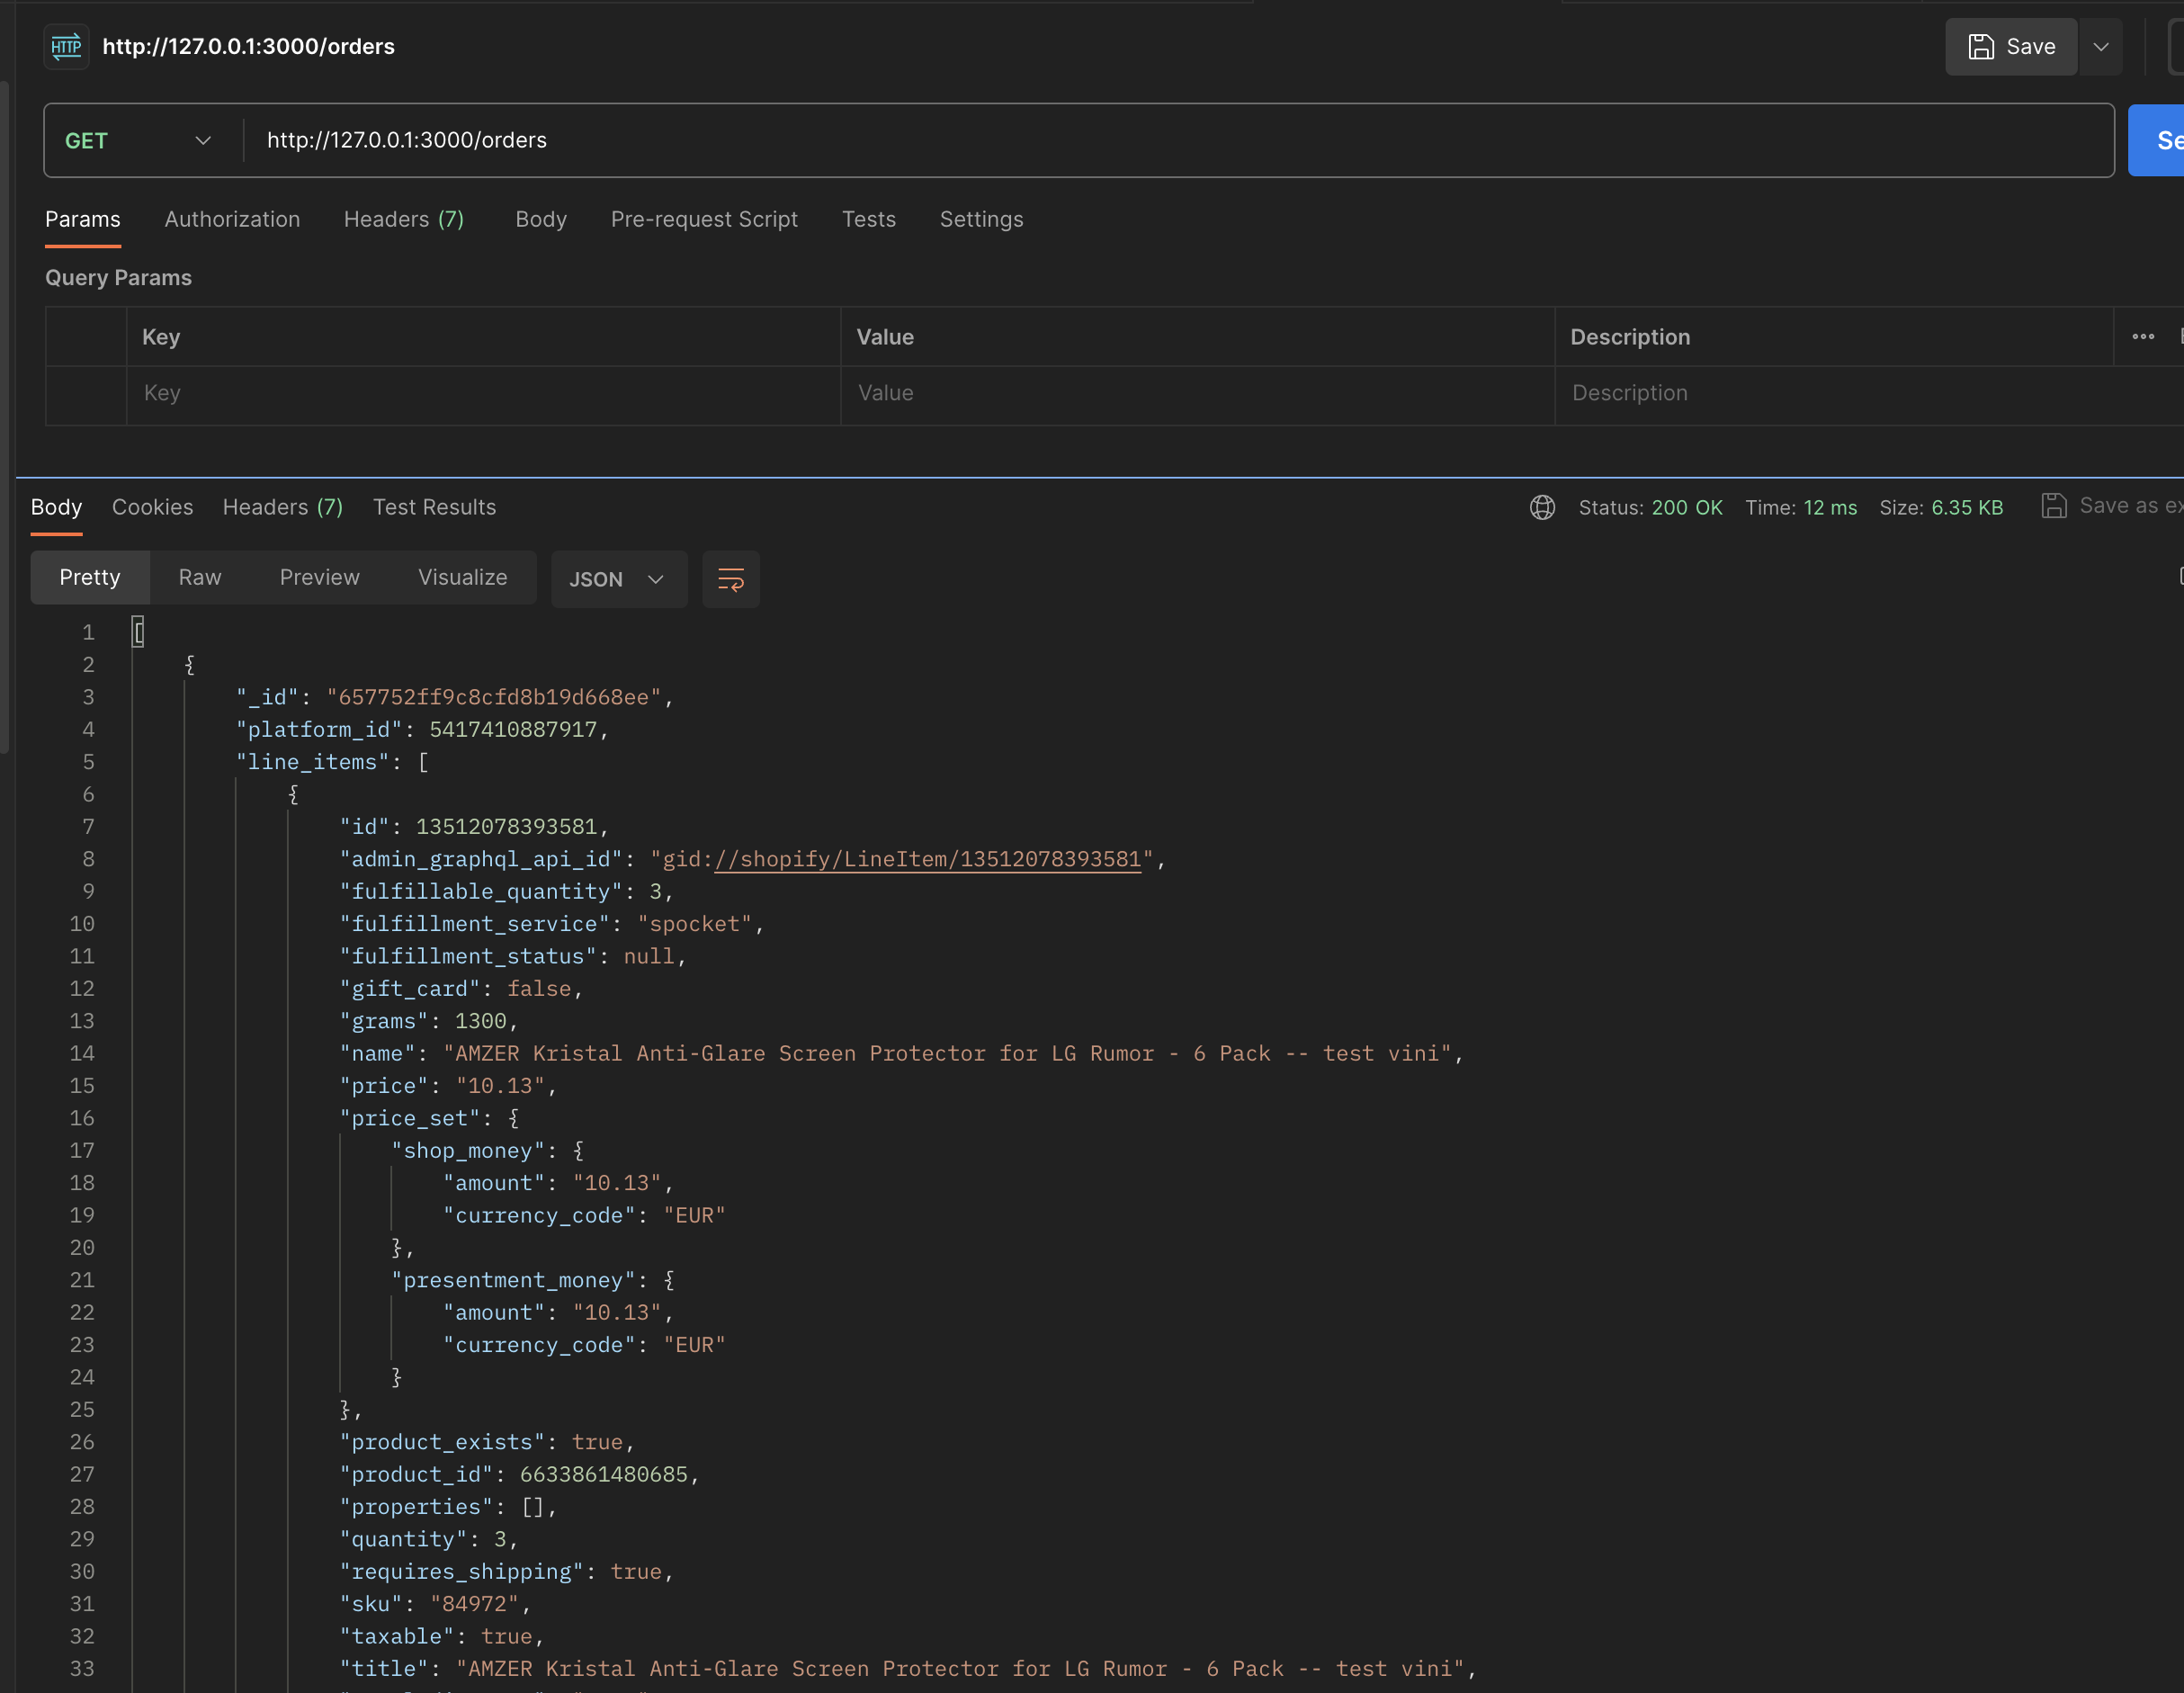 HTTP http://127.0.0.1:3000/orders Save
GET http://127.0.0.1:3000/orders
Params Authorization Headers (7) Body Pre-request Script Tests Settings
Query Params
Key Value Description
Key Value Description
Body Cookies Headers (7) Test Results Status: 200 OK Time: 12 ms Size: 6.35 KB Save as
Pretty Raw Preview Visualize JSON
1 [
2 {
3 "_id": "657752ff9c8cfd8b19d668ee",
4 "platform_id": 5417410887917,
5 "line_items": [
6 {
7 "id": 13512078393581,
8 "admin_graphql_api_id": "gid://shopify/LineItem/13512078393581",
9 "fulfillable_quantity": 3,
10 "fulfillment_service": "spocket",
11 "fulfillment_status": null,
12 "gift_card": false,
13 "grams": 1300,
14 "name": "AMZER Kristal Anti-Glare Screen Protector for LG Rumor - 6 Pack -- test vini",
15 "price": "10.13",
16 "price_set": {
17 "shop_money": {
18 "amount": "10.13",
19 "currency_code": "EUR"
20 },
21 "presentment_money": {
22 "amount": "10.13",
23 "currency_code": "EUR"
24 }
25 },
26 "product_exists": true,
27 "product_id": 6633861480685,
28 "properties": [],
29 "quantity": 3,
30 "requires_shipping": true,
31 "sku": "84972",
32 "taxable": true,
33 "title": "AMZER Kristal Anti-Glare Screen Protector for LG Rumor - 6 Pack -- test vini",